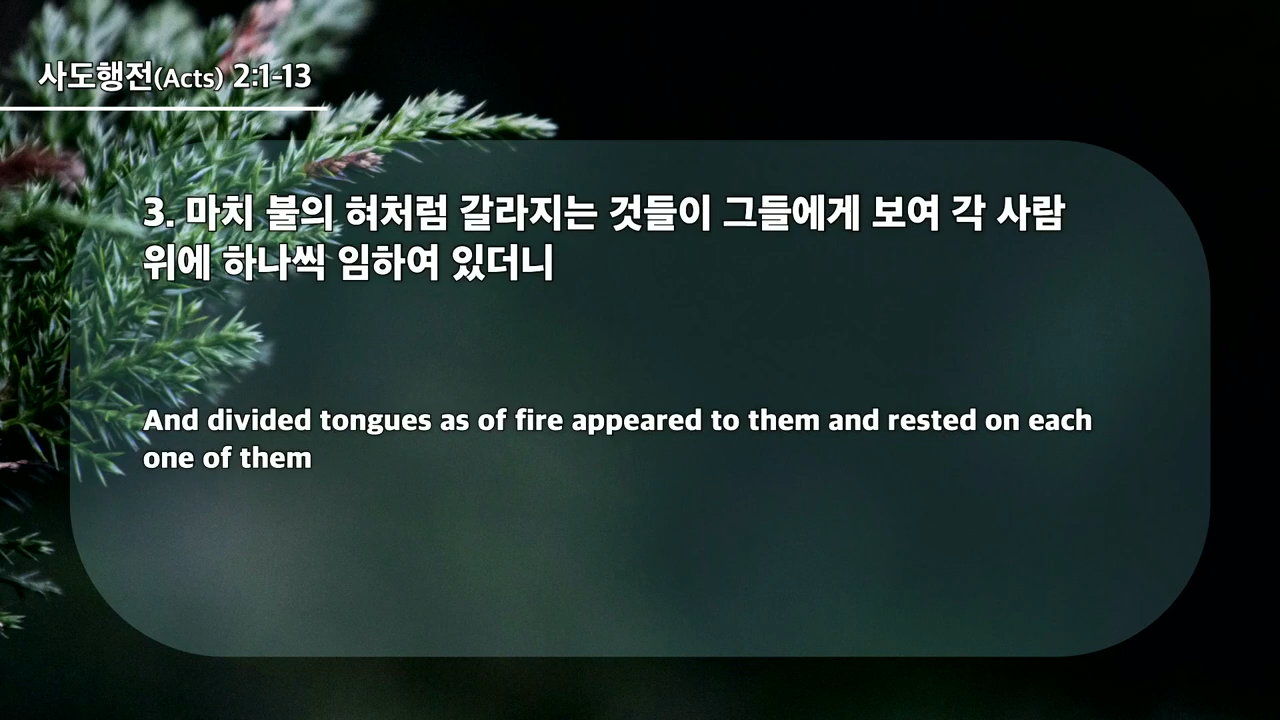 사도행전(Acts) 2:1-13
3. 마치 불의 혀처럼 갈라지는 것들이 그들에게 보여 각 사람
위에 하나씩 임하여 있더니
And divided tongues as of fire appeared to them and rested on each
one of them